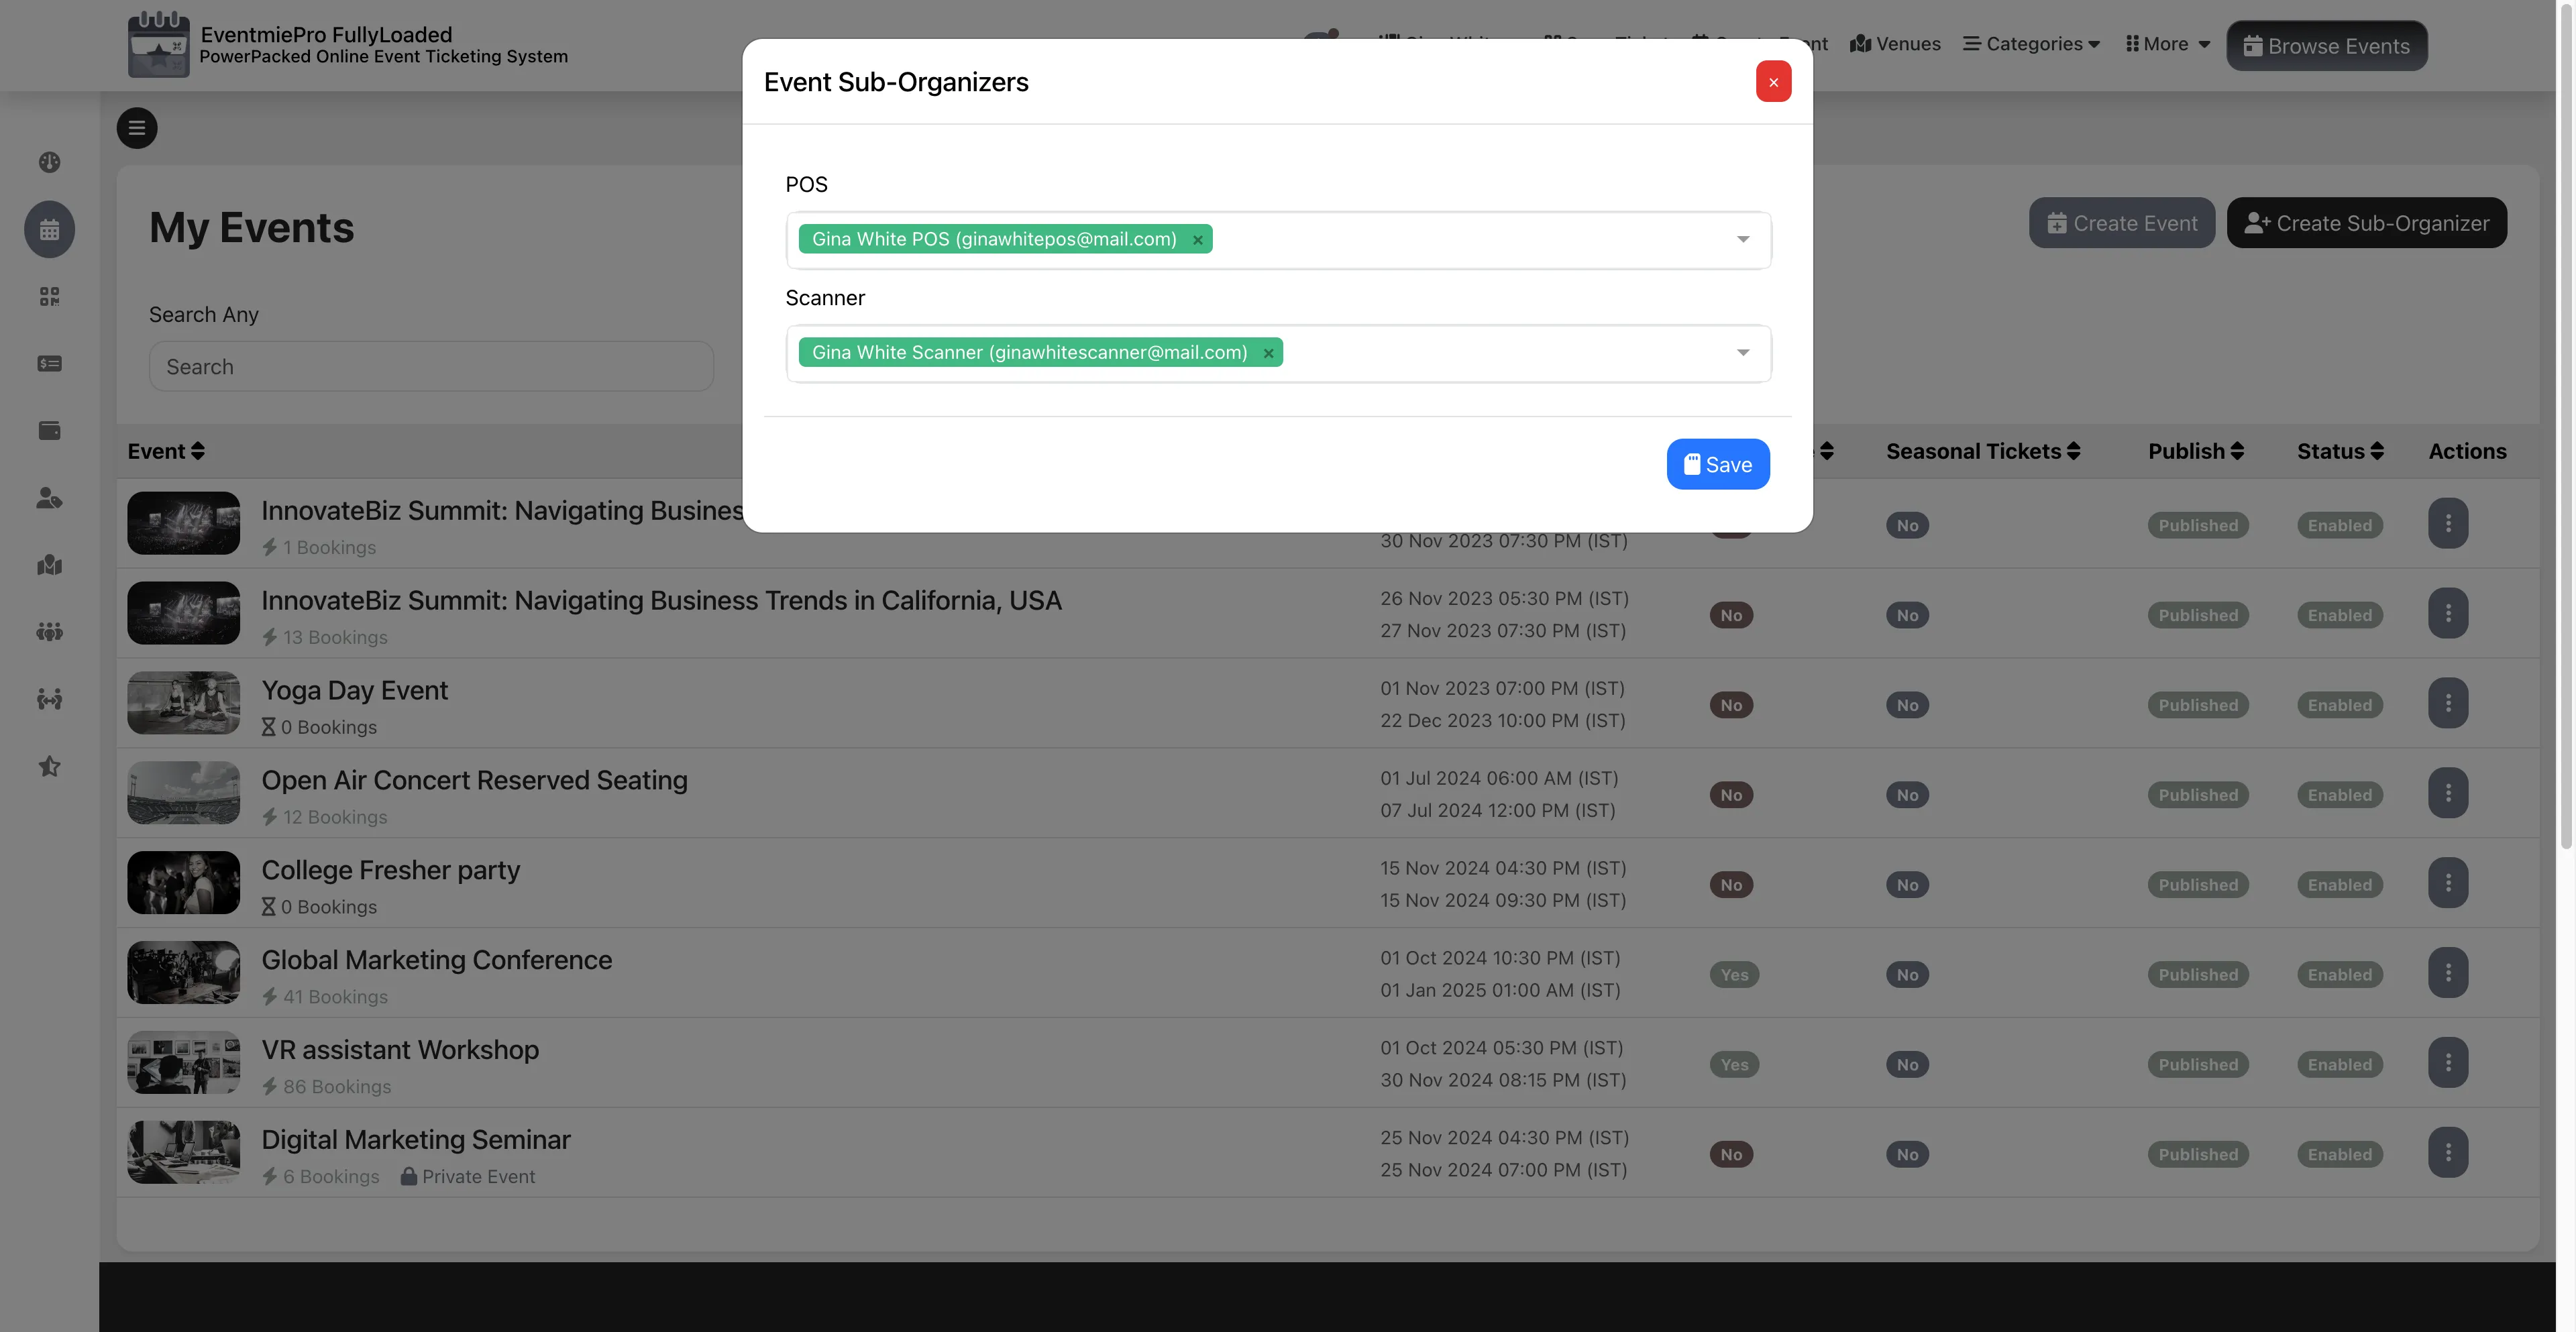 EventmiePro FullyLoaded
PowerPacked Online Event Ticketing System
Venues
Categories
More
Browse Events
Event Sub-Organizers
×
POS
Gina White POS (ginawhitepos@mail.com) ×
Scanner
Gina White Scanner (ginawhitescanner@mail.com) ×
Save
My Events
Create Event
Create Sub-Organizer
Search Any
Search
Event
Seasonal Tickets
Publish
Status
Actions
InnovateBiz Summit: Navigating
1 Bookings
30 Nov 2023 07:30 PM (IST)
No
Published
Enabled
InnovateBiz Summit: Navigating Business Trends in California, USA
13 Bookings
26 Nov 2023 05:30 PM (IST)
27 Nov 2023 07:30 PM (IST)
No
No
Published
Enabled
Yoga Day Event
0 Bookings
01 Nov 2023 07:00 PM (IST)
22 Dec 2023 10:00 PM (IST)
No
No
Published
Enabled
Open Air Concert Reserved Seating
12 Bookings
01 Jul 2024 06:00 AM (IST)
07 Jul 2024 12:00 PM (IST)
No
No
Published
Enabled
College Fresher party
0 Bookings
15 Nov 2024 04:30 PM (IST)
15 Nov 2024 09:30 PM (IST)
No
No
Published
Enabled
Global Marketing Conference
41 Bookings
01 Oct 2024 10:30 PM (IST)
01 Jan 2025 01:00 AM (IST)
Yes
No
Published
Enabled
VR assistant Workshop
86 Bookings
01 Oct 2024 05:30 PM (IST)
30 Nov 2024 08:15 PM (IST)
Yes
No
Published
Enabled
Digital Marketing Seminar
6 Bookings
Private Event
25 Nov 2024 04:30 PM (IST)
25 Nov 2024 07:00 PM (IST)
No
No
Published
Enabled